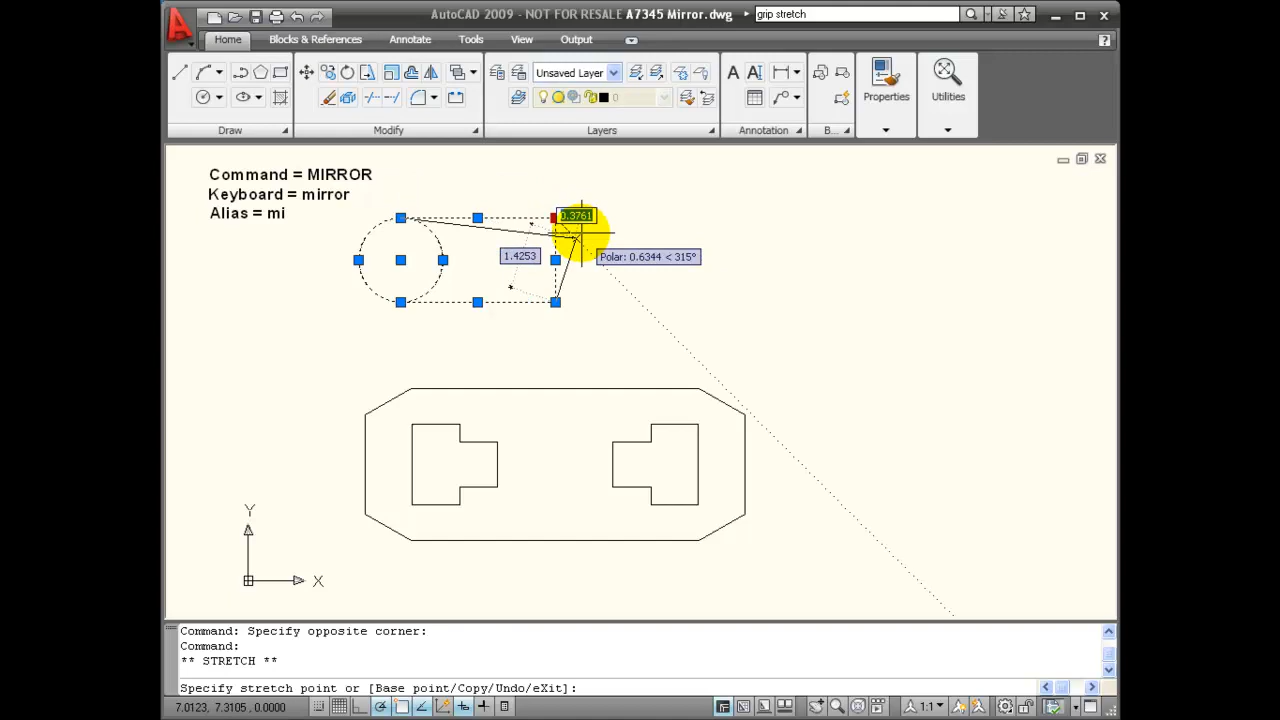 AutoCAD 2009 - NOT FOR RESALE A7345 Mirror.dwg
grip stretch
Home Blocks & References Annotate Tools View Output
Unsaved Layer
0
Properties
Utilities
Draw Modify Layers Annotation B...
Command = MIRROR
Keyboard = mirror
Alias = mi
0.3761
1.4253
Polar: 0.6344 < 315°
Y
X
Command: Specify opposite corner:
Command:
** STRETCH **
Specify stretch point or [Base point/Copy/Undo/eXit]:
7.0123, 7.3105, 0.0000
1:1